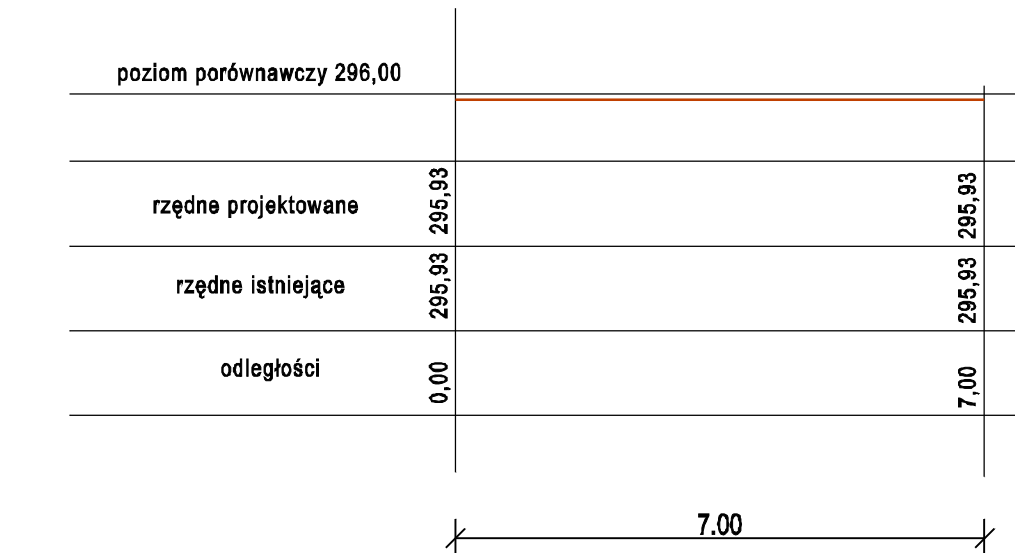 poziom porównawczy 296,00
rzędne projektowane
295,93
295,93
rzędne istniejące
295,93
295,93
odległości
0,00
7,00
7.00